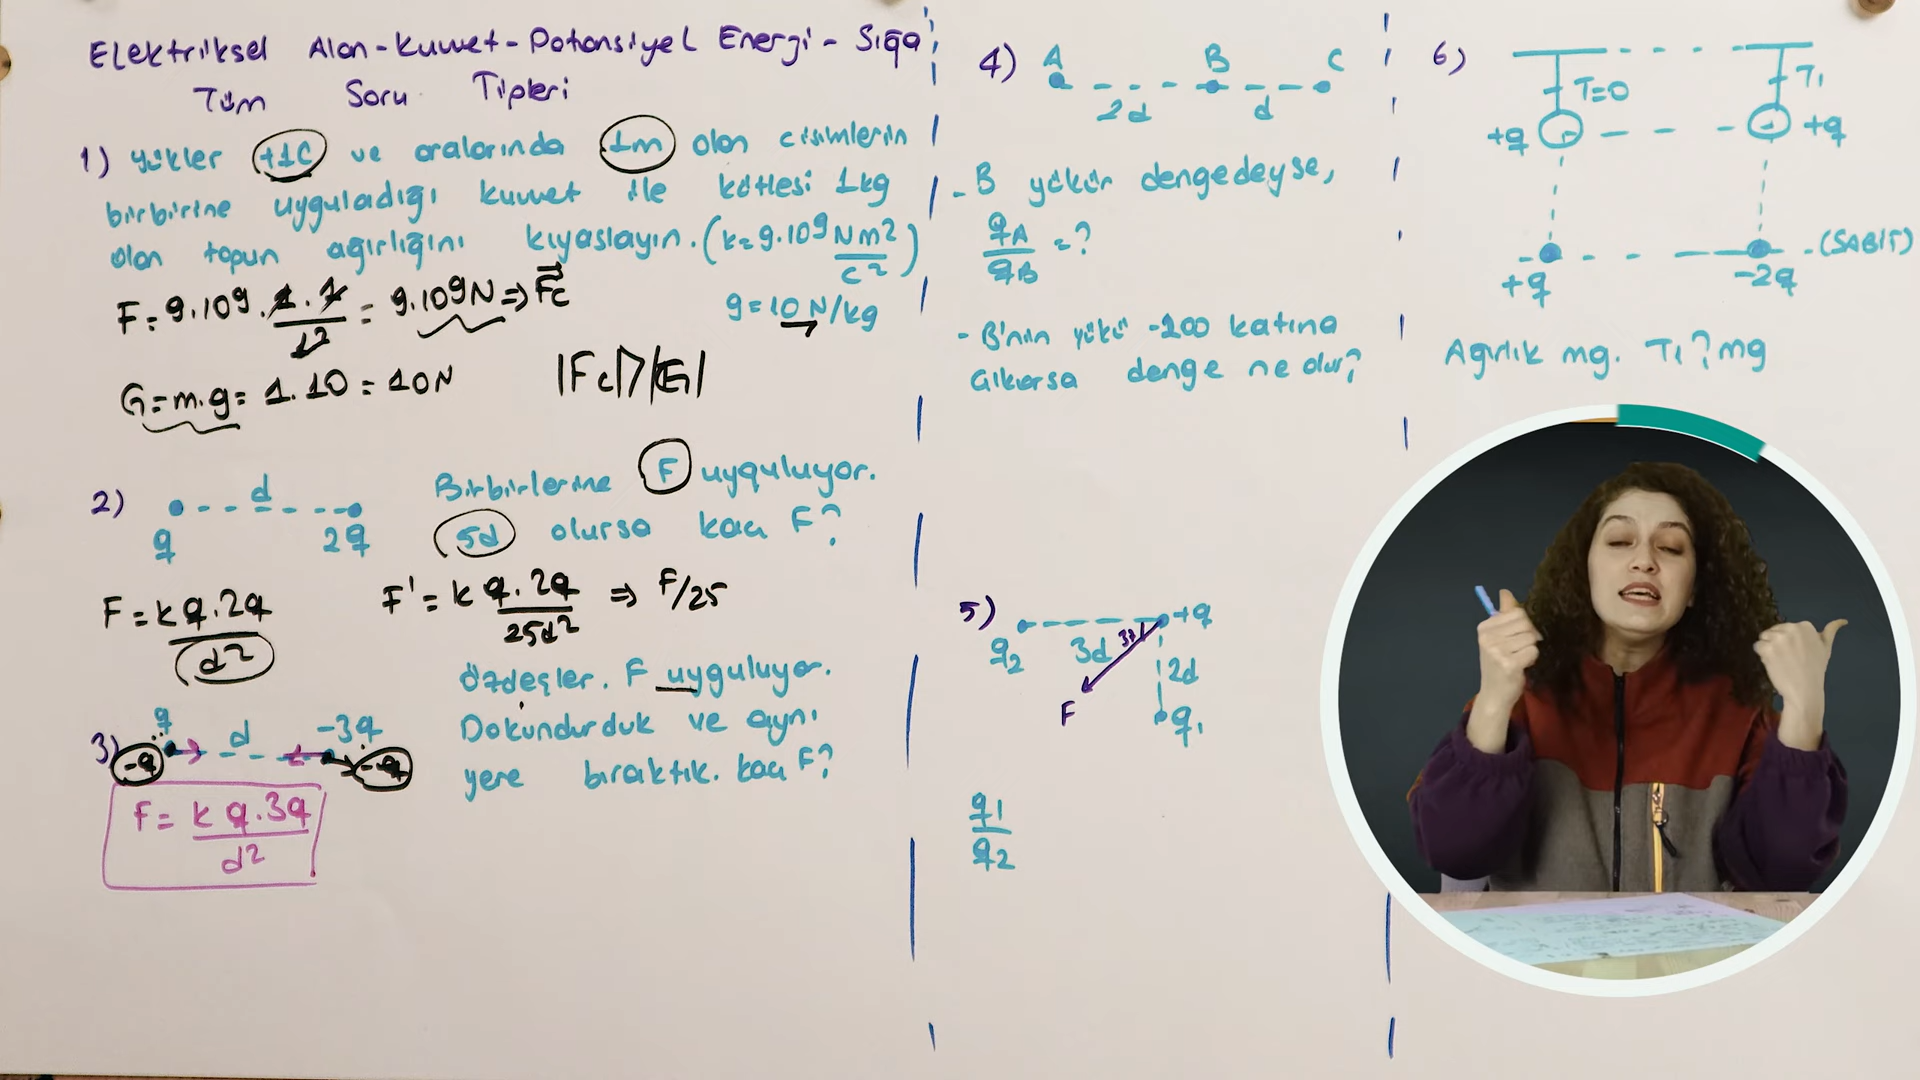 Elektriksel Alan-Kuvvet-Potansiyel Enerji-Sığa
Tüm Soru Tipleri
1) Yükler +1C ve aralarında 1m olan cisimlerin
birbirine uyguladığı kuvvet ile kütlesi 1kg
olan topun ağırlığını kıyaslayın. (k=9.10⁹ Nm²/C²)
g=10 N/kg
F=9.10⁹.1.1/1² = 9.10⁹N ⇒ F⃗c
G=m.g= 1.10 = 10N
|Fc|>|G|
2) d
q 2q
Birbirlerine F uyguluyor.
5d olursa kaç F?
F=k q.2q/d²
F'=k q.2q/25d² ⇒ F/25
3) q d -3q
-q -q
F= k q.3q/d²
Özdeşler. F uyguluyor.
Dokundurduk ve aynı
yere bıraktık. kaç F?
4) A B C
2d d
- B yükü dengedeyse,
qA/qB =?
- B'nin yükü -200 katına
çıkarsa denge ne olur?
5) +q
q2 3d 37
2d
F
q1
q1/q2
6) T=0 T1
+q +q
+q -2q (SABİT)
Ağırlık mg. T1 ? mg